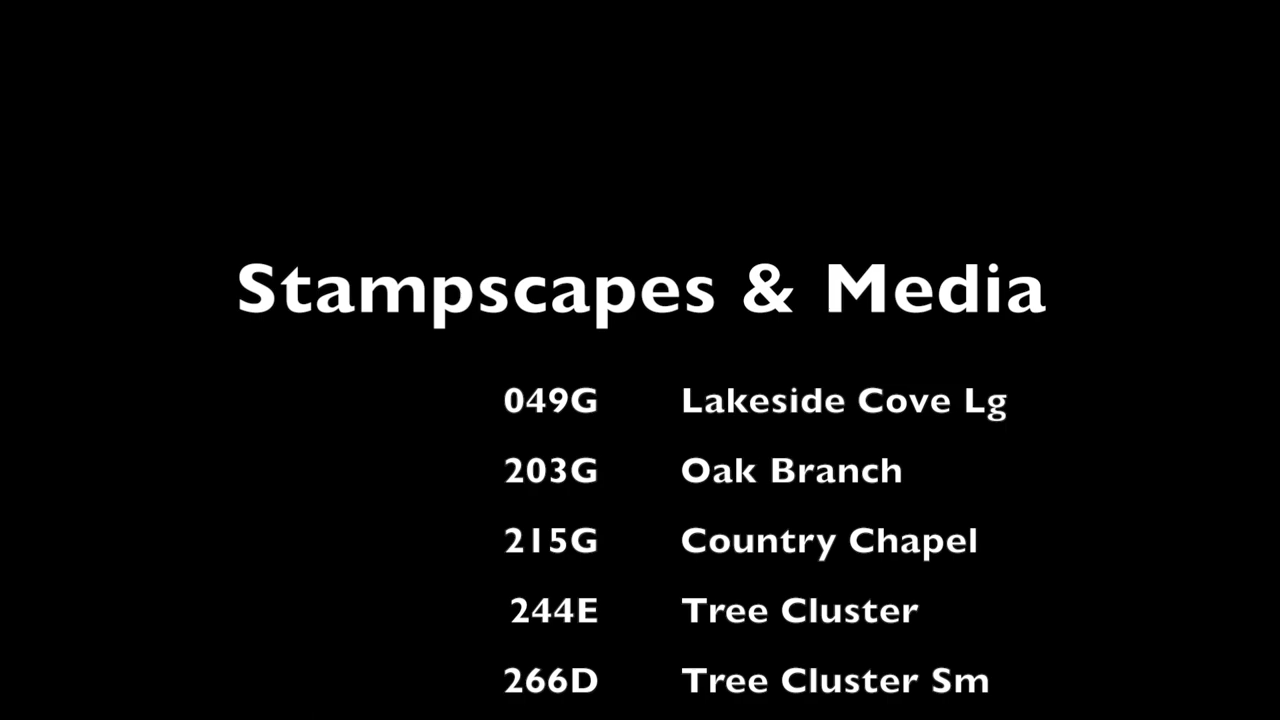 Stampscapes & Media
049G Lakeside Cove Lg
203G Oak Branch
215G Country Chapel
244E Tree Cluster
266D Tree Cluster Sm